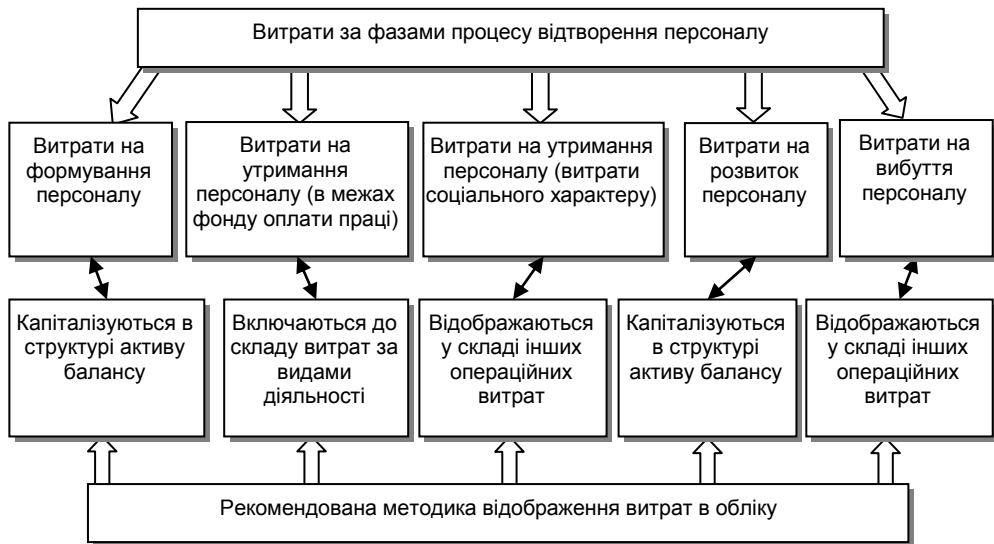 Витрати за фазами процесу відтворення персоналу
Витрати на
формування
персоналу
Витрати на
утримання
персоналу (в межах
фонду оплати праці)
Витрати на утримання
персоналу (витрати
соціального характеру)
Витрати на
розвиток
персоналу
Витрати на
вибуття
персоналу
Капіталізуються в
структурі активу
балансу
Включаються до
складу витрат за
видами
діяльності
Відображаються
у складі інших
операційних
витрат
Капіталізуються
в структурі
активу балансу
Відображаються
у складі інших
операційних
витрат
Рекомендована методика відображення витрат в обліку